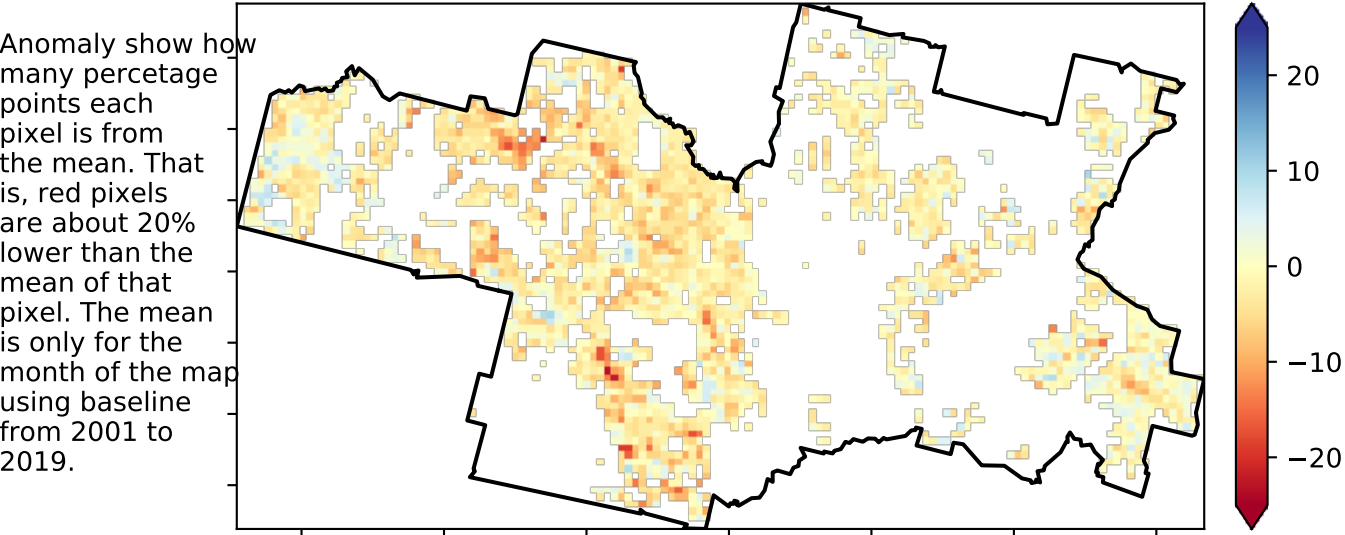 Anomaly show how
many percetage
points each
pixel is from
the mean. That
is, red pixels
are about 20%
lower than the
mean of that
pixel. The mean
is only for the
month of the map
using baseline
from 2001 to
2019.
20
10
0
−10
−20